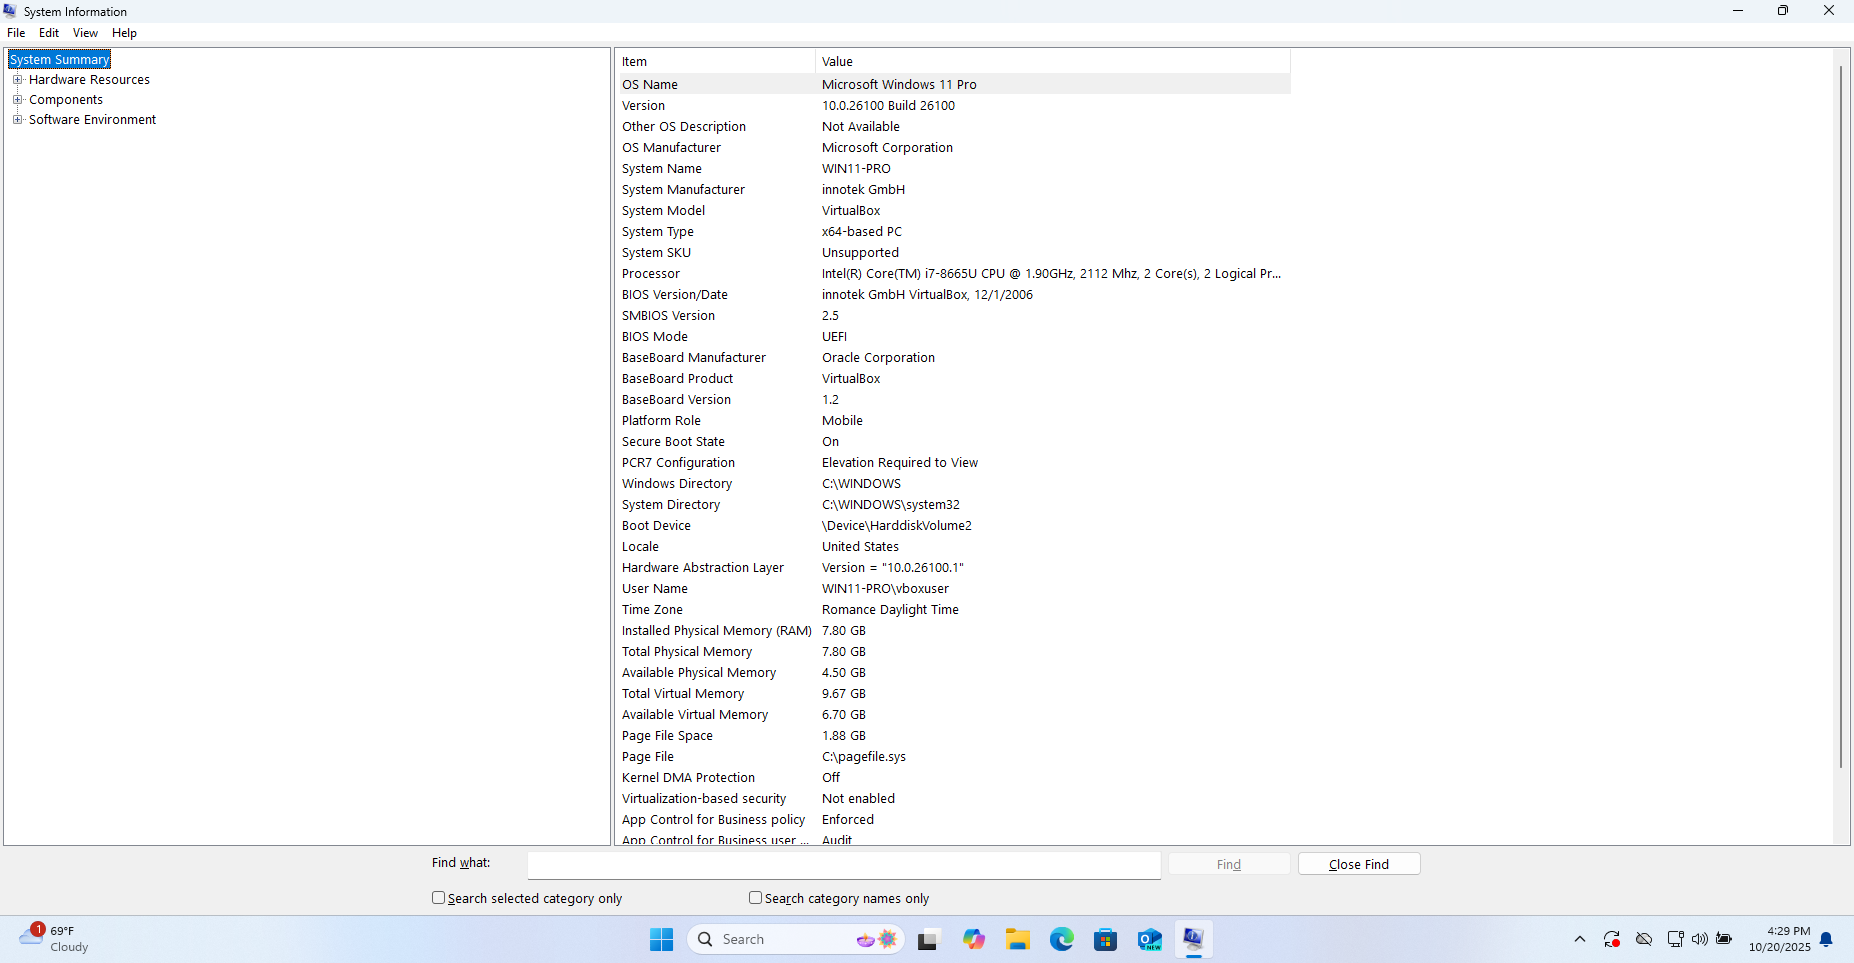 System Information
File Edit View Help
System Summary
Hardware Resources
Components
Software Environment
Item Value
OS Name Microsoft Windows 11 Pro
Version 10.0.26100 Build 26100
Other OS Description Not Available
OS Manufacturer Microsoft Corporation
System Name WIN11-PRO
System Manufacturer innotek GmbH
System Model VirtualBox
System Type x64-based PC
System SKU Unsupported
Processor Intel(R) Core(TM) i7-8665U CPU @ 1.90GHz, 2112 Mhz, 2 Core(s), 2 Logical Pr...
BIOS Version/Date innotek GmbH VirtualBox, 12/1/2006
SMBIOS Version 2.5
BIOS Mode UEFI
BaseBoard Manufacturer Oracle Corporation
BaseBoard Product VirtualBox
BaseBoard Version 1.2
Platform Role Mobile
Secure Boot State On
PCR7 Configuration Elevation Required to View
Windows Directory C:\WINDOWS
System Directory C:\WINDOWS\system32
Boot Device \Device\HarddiskVolume2
Locale United States
Hardware Abstraction Layer Version = "10.0.26100.1"
User Name WIN11-PRO\vboxuser
Time Zone Romance Daylight Time
Installed Physical Memory (RAM) 7.80 GB
Total Physical Memory 7.80 GB
Available Physical Memory 4.50 GB
Total Virtual Memory 9.67 GB
Available Virtual Memory 6.70 GB
Page File Space 1.88 GB
Page File C:\pagefile.sys
Kernel DMA Protection Off
Virtualization-based security Not enabled
App Control for Business policy Enforced
App Control for Business user ... Audit
Find what: Find Close Find
Search selected category only Search category names only
1 69°F
Cloudy
Search
NEW
4:29 PM
10/20/2025